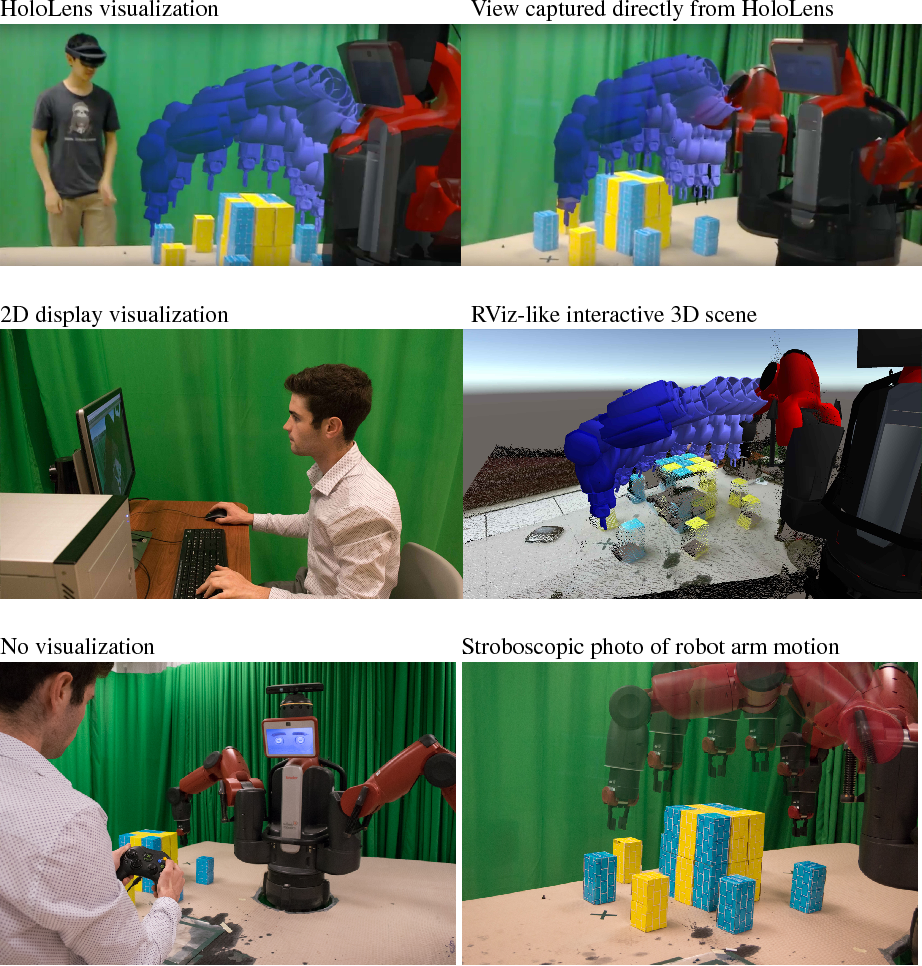 HoloLens visualization
View captured directly from HoloLens
2D display visualization
RViz-like interactive 3D scene
No visualization
Stroboscopic photo of robot arm motion